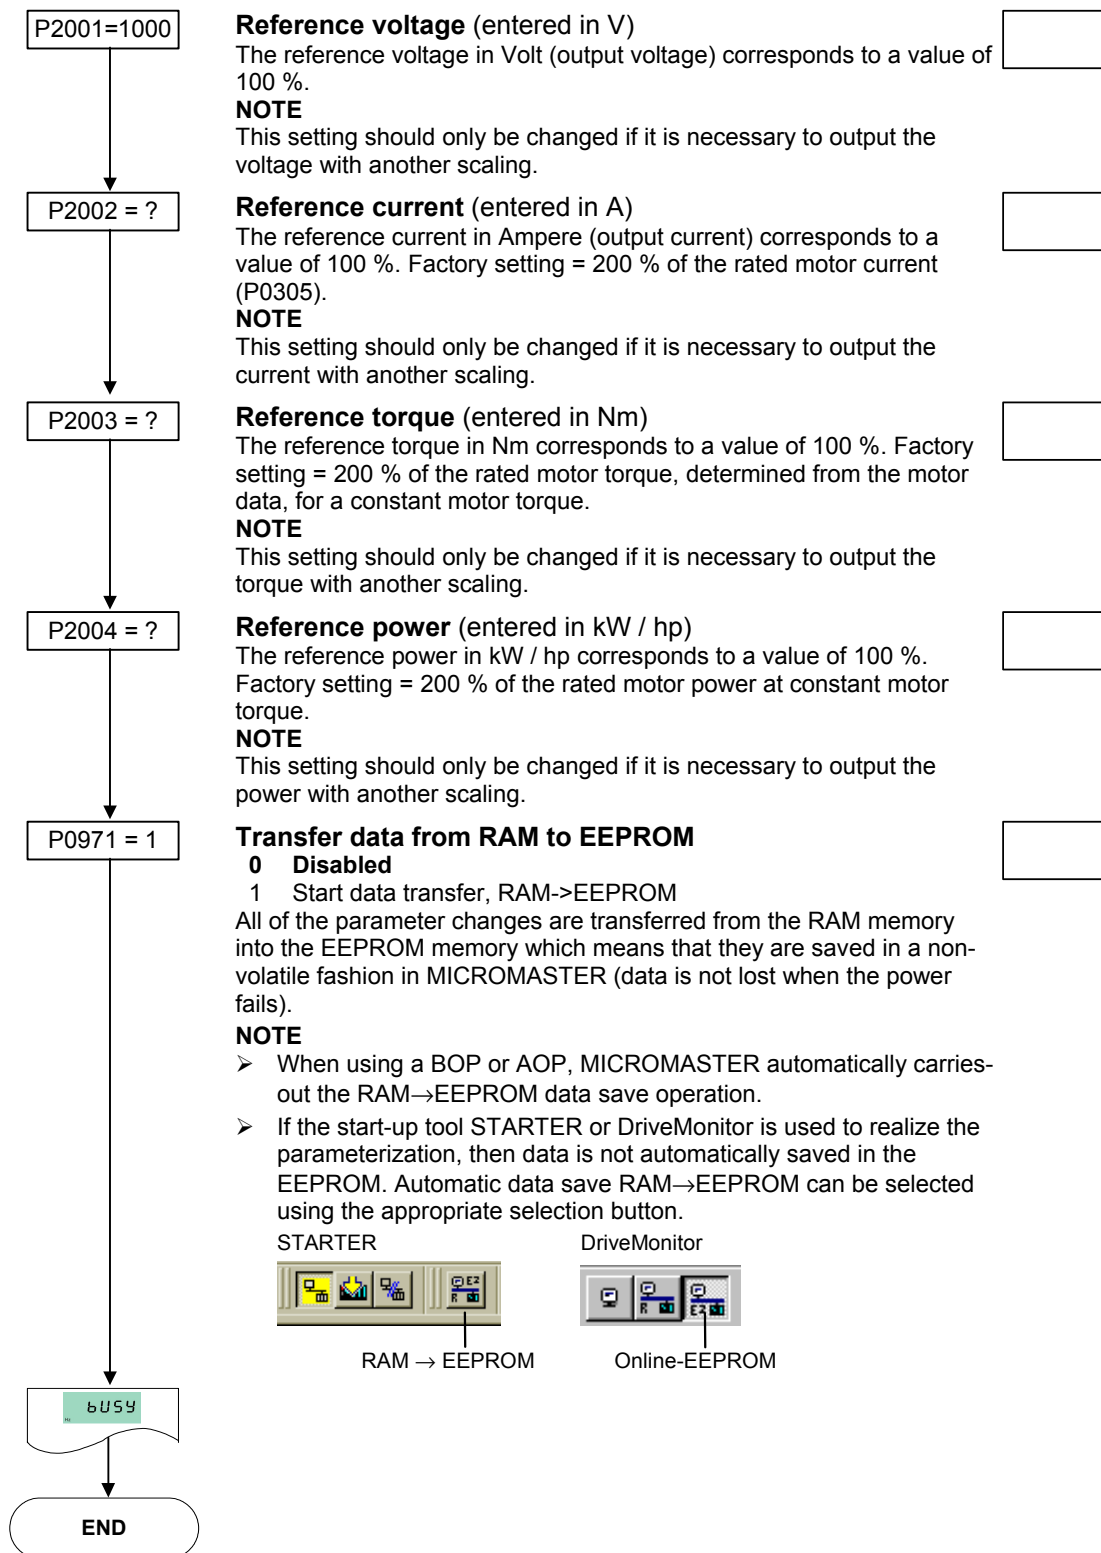 P2001=1000
Reference voltage (entered in V)
The reference voltage in Volt (output voltage) corresponds to a value of
100 %.
NOTE
This setting should only be changed if it is necessary to output the
voltage with another scaling.
P2002 = ?
Reference current (entered in A)
The reference current in Ampere (output current) corresponds to a
value of 100 %. Factory setting = 200 % of the rated motor current
(P0305).
NOTE
This setting should only be changed if it is necessary to output the
current with another scaling.
P2003 = ?
Reference torque (entered in Nm)
The reference torque in Nm corresponds to a value of 100 %. Factory
setting = 200 % of the rated motor torque, determined from the motor
data, for a constant motor torque.
NOTE
This setting should only be changed if it is necessary to output the
torque with another scaling.
P2004 = ?
Reference power (entered in kW / hp)
The reference power in kW / hp corresponds to a value of 100 %.
Factory setting = 200 % of the rated motor power at constant motor
torque.
NOTE
This setting should only be changed if it is necessary to output the
power with another scaling.
P0971 = 1
Transfer data from RAM to EEPROM
0 Disabled
1 Start data transfer, RAM->EEPROM
All of the parameter changes are transferred from the RAM memory
into the EEPROM memory which means that they are saved in a non-
volatile fashion in MICROMASTER (data is not lost when the power
fails).
NOTE
➢ When using a BOP or AOP, MICROMASTER automatically carries-
out the RAM→EEPROM data save operation.
➢ If the start-up tool STARTER or DriveMonitor is used to realize the
parameterization, then data is not automatically saved in the
EEPROM. Automatic data save RAM→EEPROM can be selected
using the appropriate selection button.
STARTER DriveMonitor
E2
R
R
E2
RAM → EEPROM Online-EEPROM
busy
Hz
END